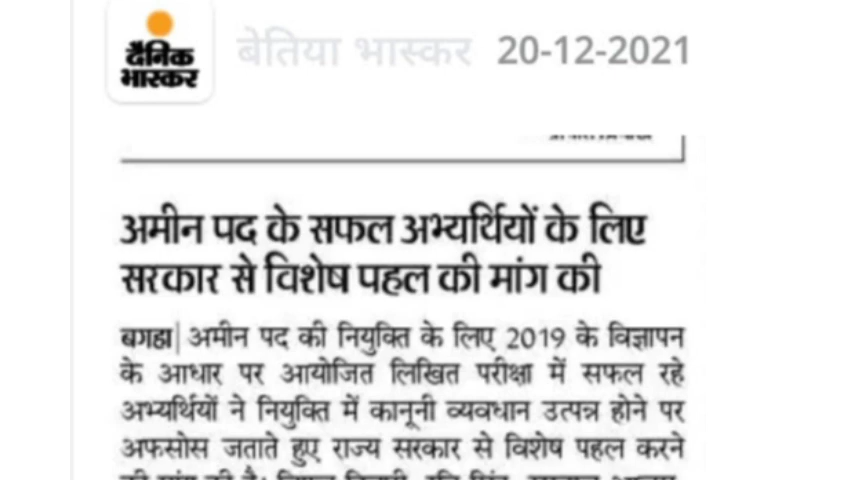 दैनिक
भास्कर
बेतिया भास्कर 20-12-2021
अमीन पद के सफल अभ्यर्थियों के लिए
सरकार से विशेष पहल की मांग की
बगहा| अमीन पद की नियुक्ति के लिए 2019 के विज्ञापन
के आधार पर आयोजित लिखित परीक्षा में सफल रहे
अभ्यर्थियों ने नियुक्ति में कानूनी व्यवधान उत्पन्न होने पर
अफसोस जताते हुए राज्य सरकार से विशेष पहल करने